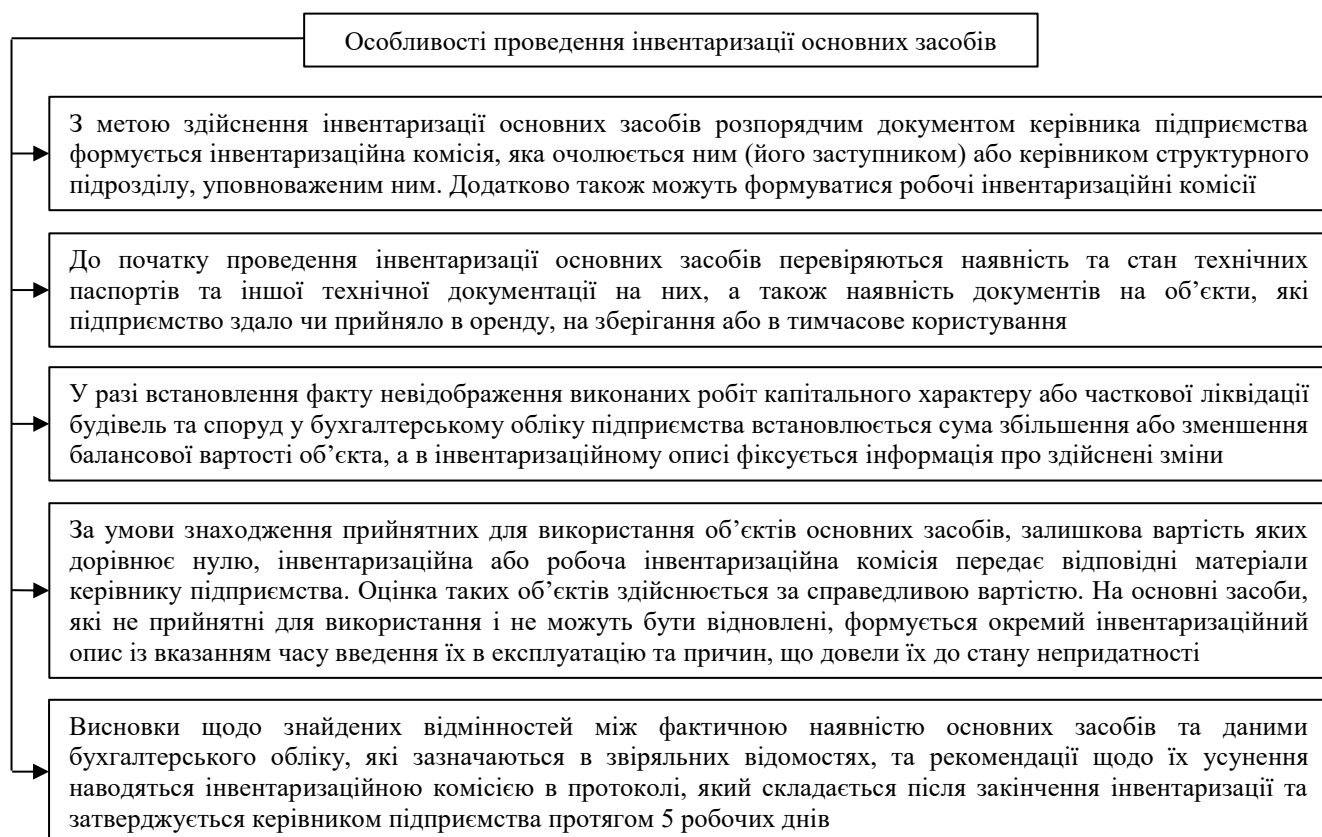 Особливості проведення інвентаризації основних засобів
З метою здійснення інвентаризації основних засобів розпорядчим документом керівника підприємства
формується інвентаризаційна комісія, яка очолюється ним (його заступником) або керівником структурного
підрозділу, уповноваженим ним. Додатково також можуть формуватися робочі інвентаризаційні комісії
До початку проведення інвентаризації основних засобів перевіряються наявність та стан технічних
паспортів та іншої технічної документації на них, а також наявність документів на об’єкти, які
підприємство здало чи прийняло в оренду, на зберігання або в тимчасове користування
У разі встановлення факту невідображення виконаних робіт капітального характеру або часткової ліквідації
будівель та споруд у бухгалтерському обліку підприємства встановлюється сума збільшення або зменшення
балансової вартості об’єкта, а в інвентаризаційному описі фіксується інформація про здійснені зміни
За умови знаходження прийнятних для використання об’єктів основних засобів, залишкова вартість яких
дорівнює нулю, інвентаризаційна або робоча інвентаризаційна комісія передає відповідні матеріали
керівнику підприємства. Оцінка таких об’єктів здійснюється за справедливою вартістю. На основні засоби,
які не прийнятні для використання і не можуть бути відновлені, формується окремий інвентаризаційний
опис із вказанням часу введення їх в експлуатацію та причин, що довели їх до стану непридатності
Висновки щодо знайдених відмінностей між фактичною наявністю основних засобів та даними
бухгалтерського обліку, які зазначаються в звіряльних відомостях, та рекомендації щодо їх усунення
наводяться інвентаризаційною комісією в протоколі, який складається після закінчення інвентаризації та
затверджується керівником підприємства протягом 5 робочих днів